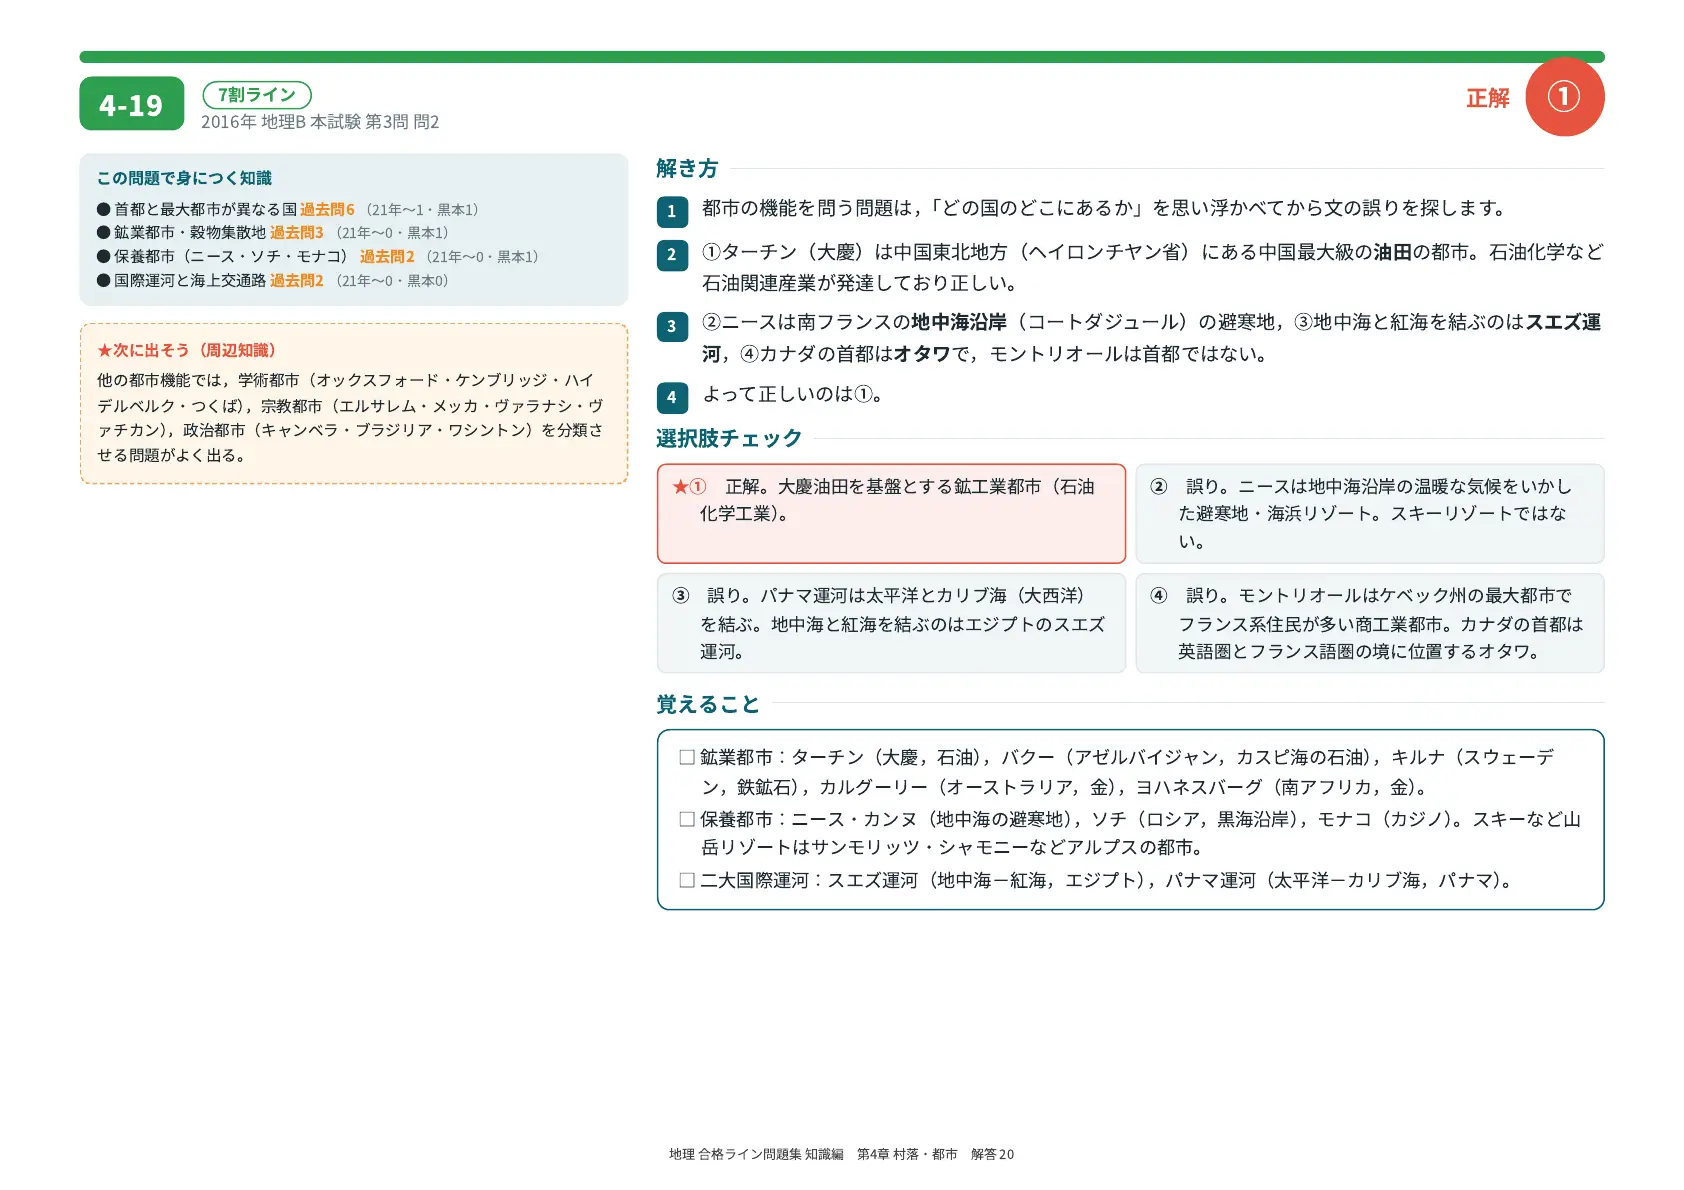 4-19
7割ライン
2016年 地理B 本試験 第3問 問2
正解 ①
この問題で身につく知識
●首都と最大都市が異なる国 過去問6 （21年～1・黒本1）
●鉱業都市・穀物集散地 過去問3 （21年～0・黒本1）
●保養都市（ニース・ソチ・モナコ） 過去問2 （21年～0・黒本1）
●国際運河と海上交通路 過去問2 （21年～0・黒本0）
★次に出そう（周辺知識）
他の都市機能では，学術都市（オックスフォード・ケンブリッジ・ハイ
デルベルク・つくば），宗教都市（エルサレム・メッカ・ヴァラナシ・ヴ
ァチカン），政治都市（キャンベラ・ブラジリア・ワシントン）を分類さ
せる問題がよく出る。
解き方
1 都市の機能を問う問題は，「どの国のどこにあるか」を思い浮かべてから文の誤りを探します。
2 ①ターチン（大慶）は中国東北地方（ヘイロンチヤン省）にある中国最大級の油田の都市。石油化学など
石油関連産業が発達しており正しい。
3 ②ニースは南フランスの地中海沿岸（コートダジュール）の避寒地，③地中海と紅海を結ぶのはスエズ運
河，④カナダの首都はオタワで，モントリオールは首都ではない。
4 よって正しいのは①。
選択肢チェック
★① 正解。大慶油田を基盤とする鉱工業都市（石油
化学工業）。
② 誤り。ニースは地中海沿岸の温暖な気候をいかし
た避寒地・海浜リゾート。スキーリゾートではな
い。
③ 誤り。パナマ運河は太平洋とカリブ海（大西洋）
を結ぶ。地中海と紅海を結ぶのはエジプトのスエズ
運河。
④ 誤り。モントリオールはケベック州の最大都市で
フランス系住民が多い商工業都市。カナダの首都は
英語圏とフランス語圏の境に位置するオタワ。
覚えること
□ 鉱業都市：ターチン（大慶，石油），バクー（アゼルバイジャン，カスピ海の石油），キルナ（スウェーデ
ン，鉄鉱石），カルグーリー（オーストラリア，金），ヨハネスバーグ（南アフリカ，金）。
□ 保養都市：ニース・カンヌ（地中海の避寒地），ソチ（ロシア，黒海沿岸），モナコ（カジノ）。スキーなど山
岳リゾートはサンモリッツ・シャモニーなどアルプスの都市。
□ 二大国際運河：スエズ運河（地中海－紅海，エジプト），パナマ運河（太平洋－カリブ海，パナマ）。
地理 合格ライン問題集 知識編 第4章 村落・都市 解答20